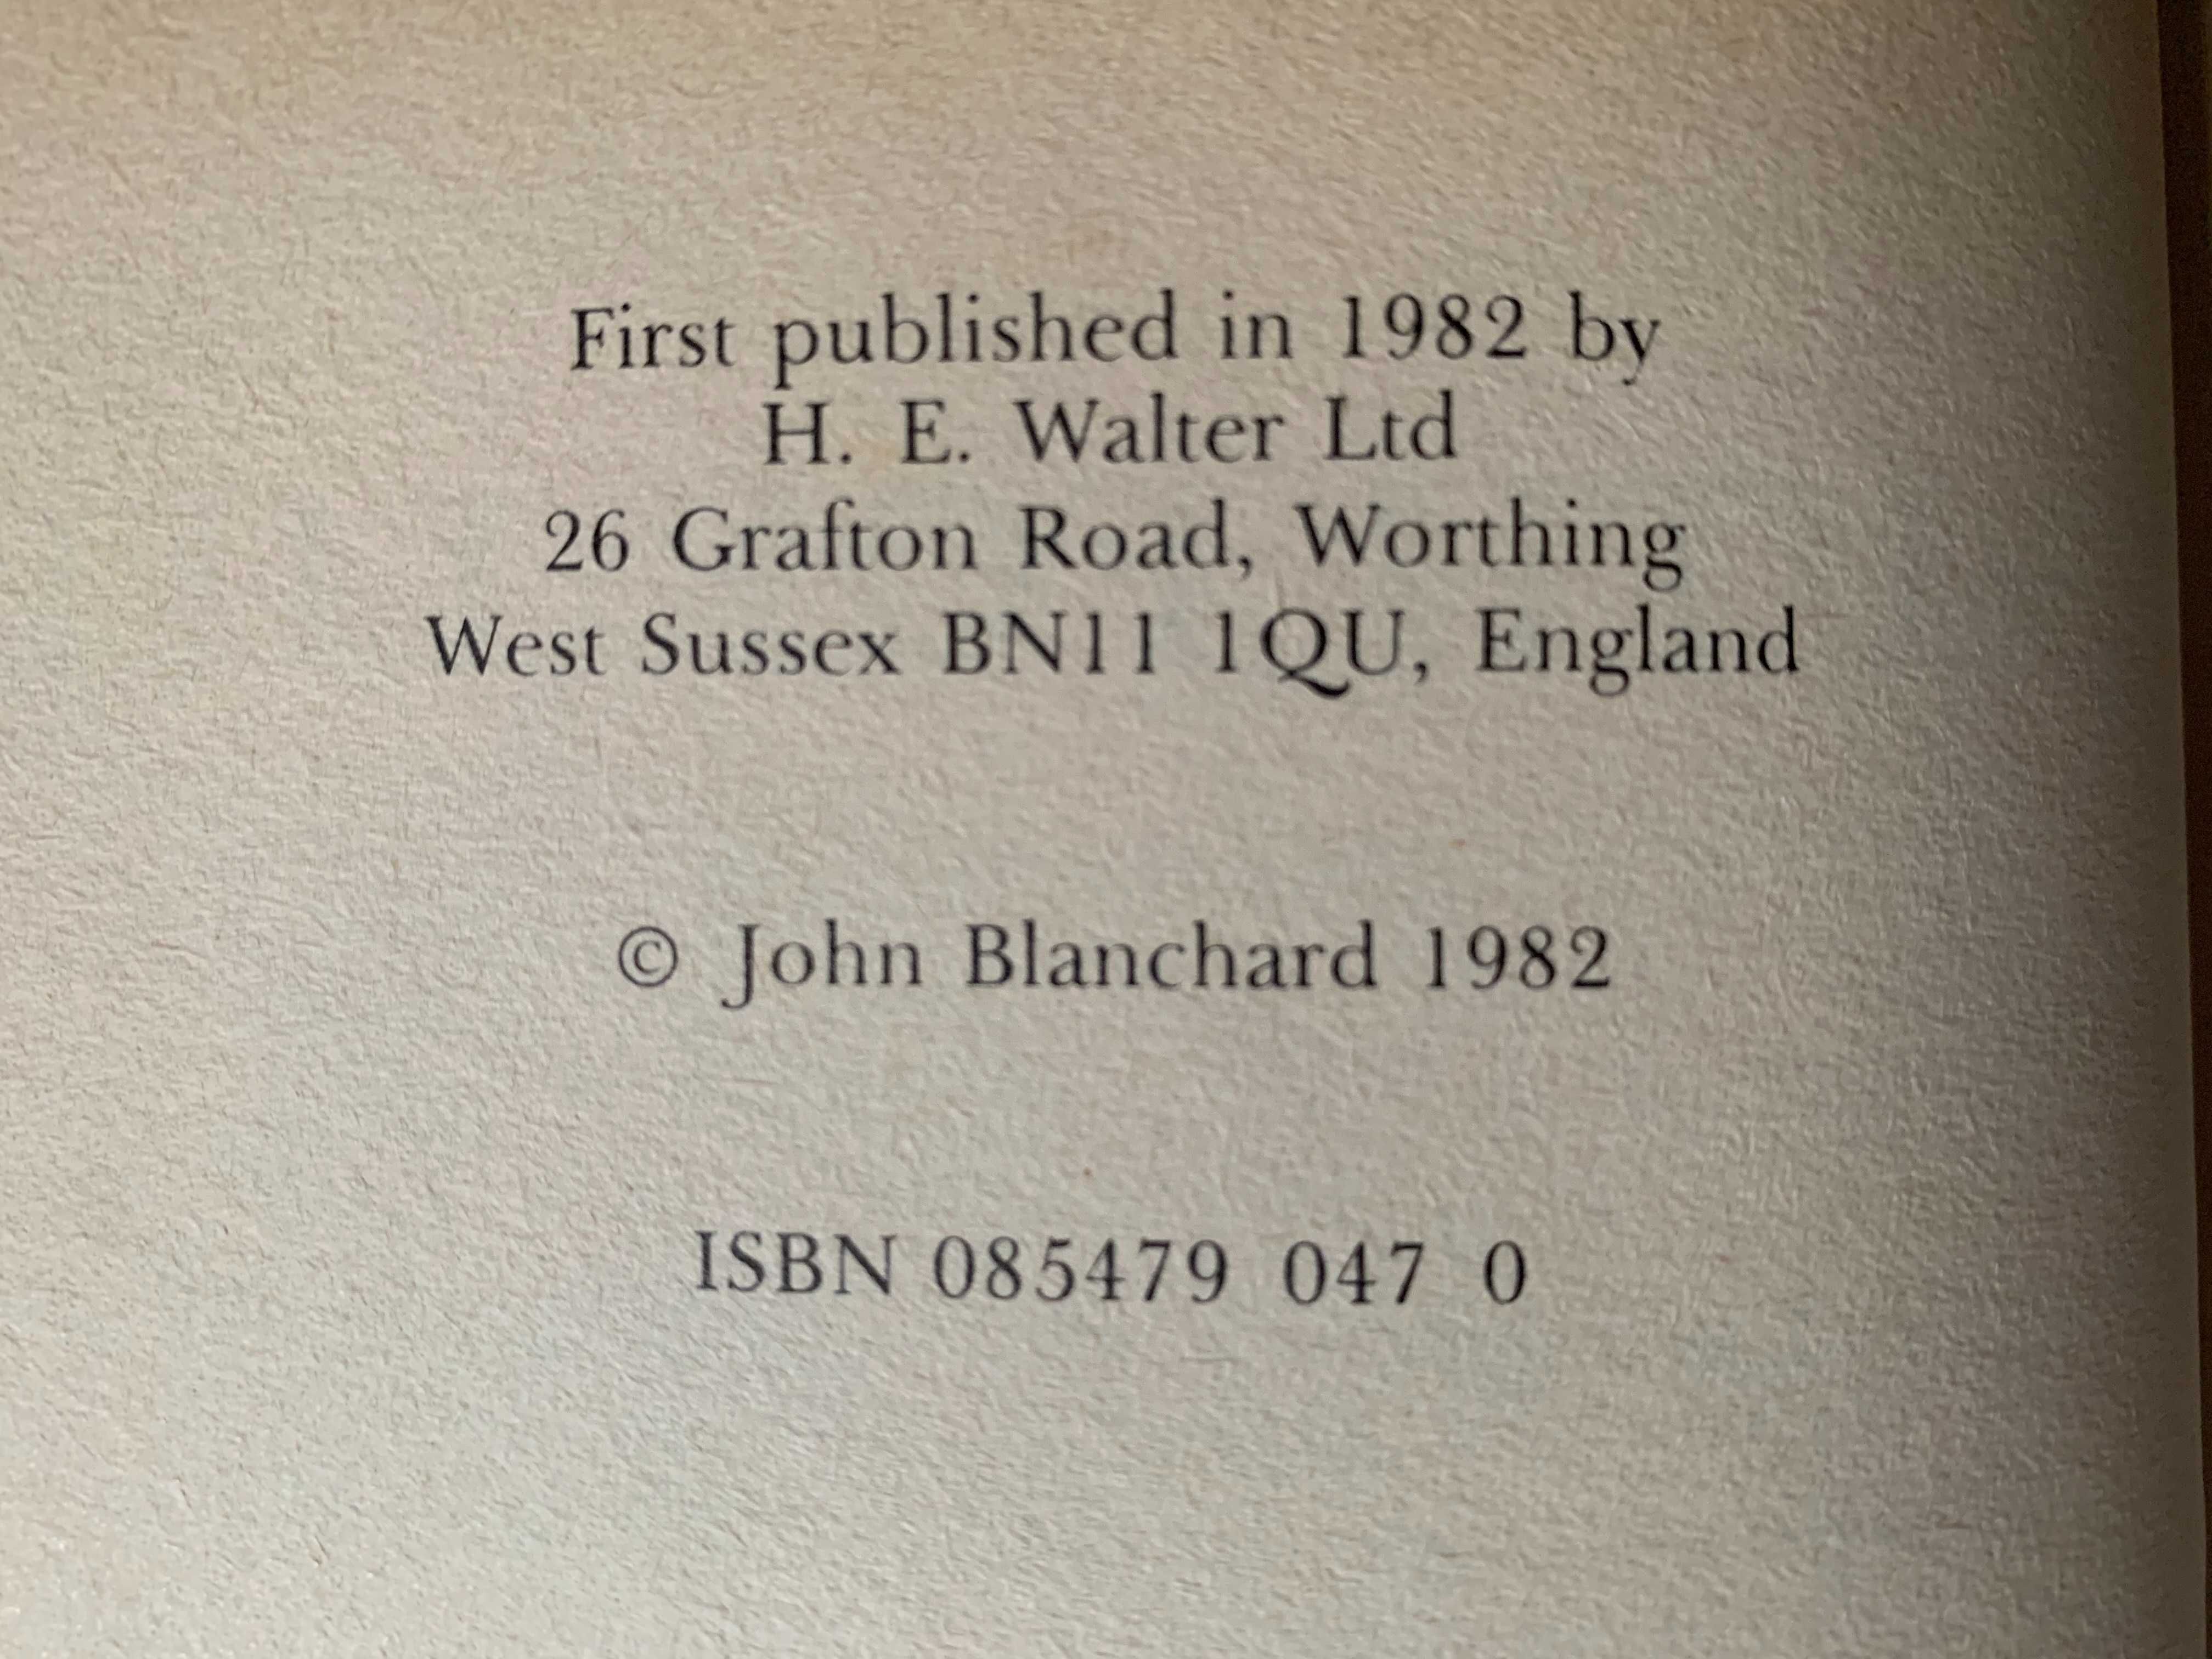 First published in 1982 by
H. E. Walter Ltd
26 Grafton Road, Worthing
West Sussex BN11 1QU, England
© John Blanchard 1982
ISBN 085479 047 0